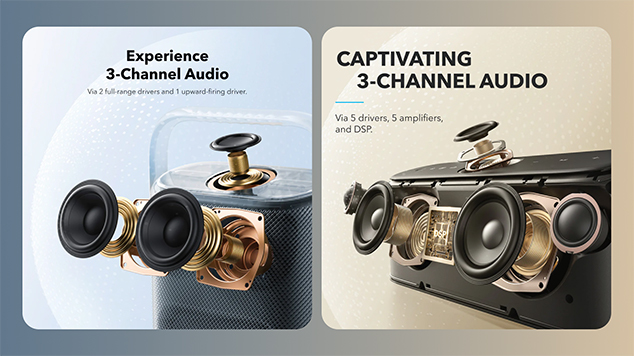 Experience
3-Channel Audio
Via 2 full-range drivers and 1 upward-firing driver.
CAPTIVATING
3-CHANNEL AUDIO
Via 5 drivers, 5 amplifiers,
and DSP.
DSP